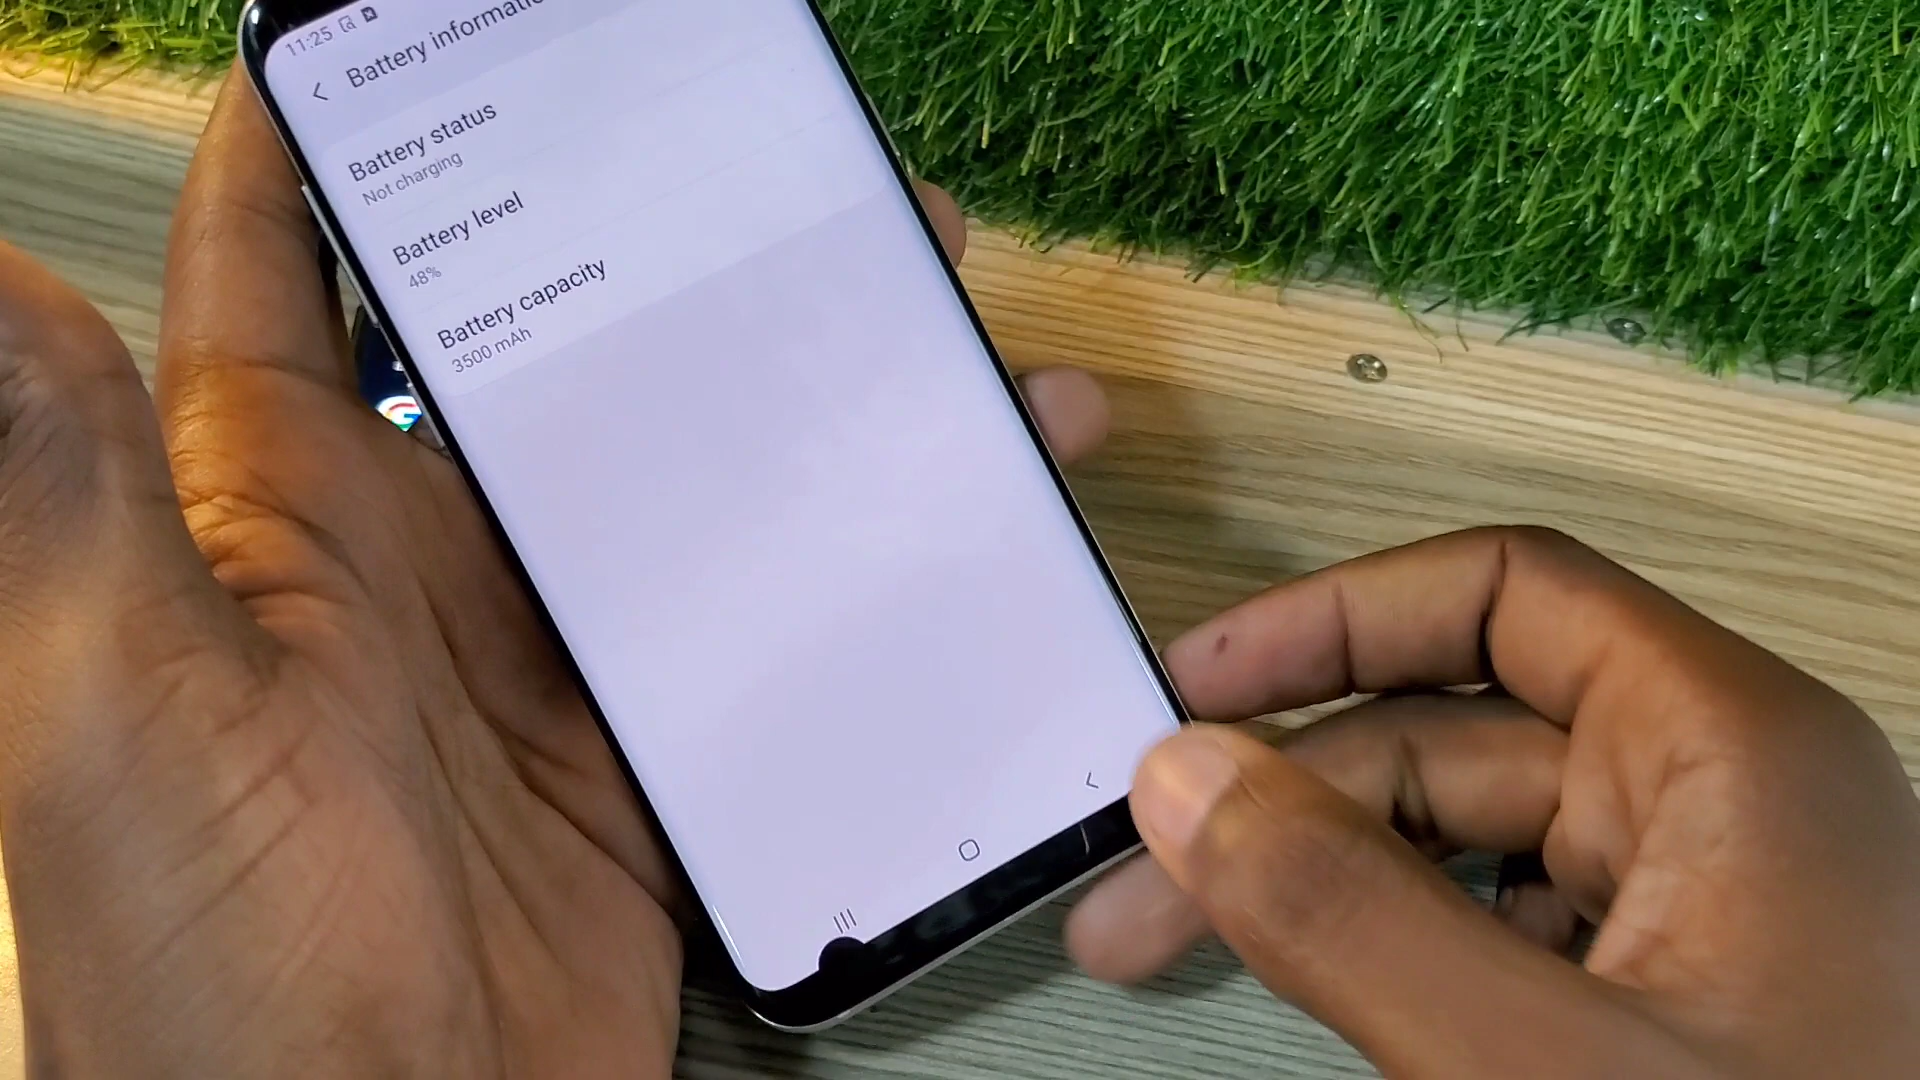 11:25
Battery informatio
Battery status
Not charging
Battery level
48%
Battery capacity
3500 mAh